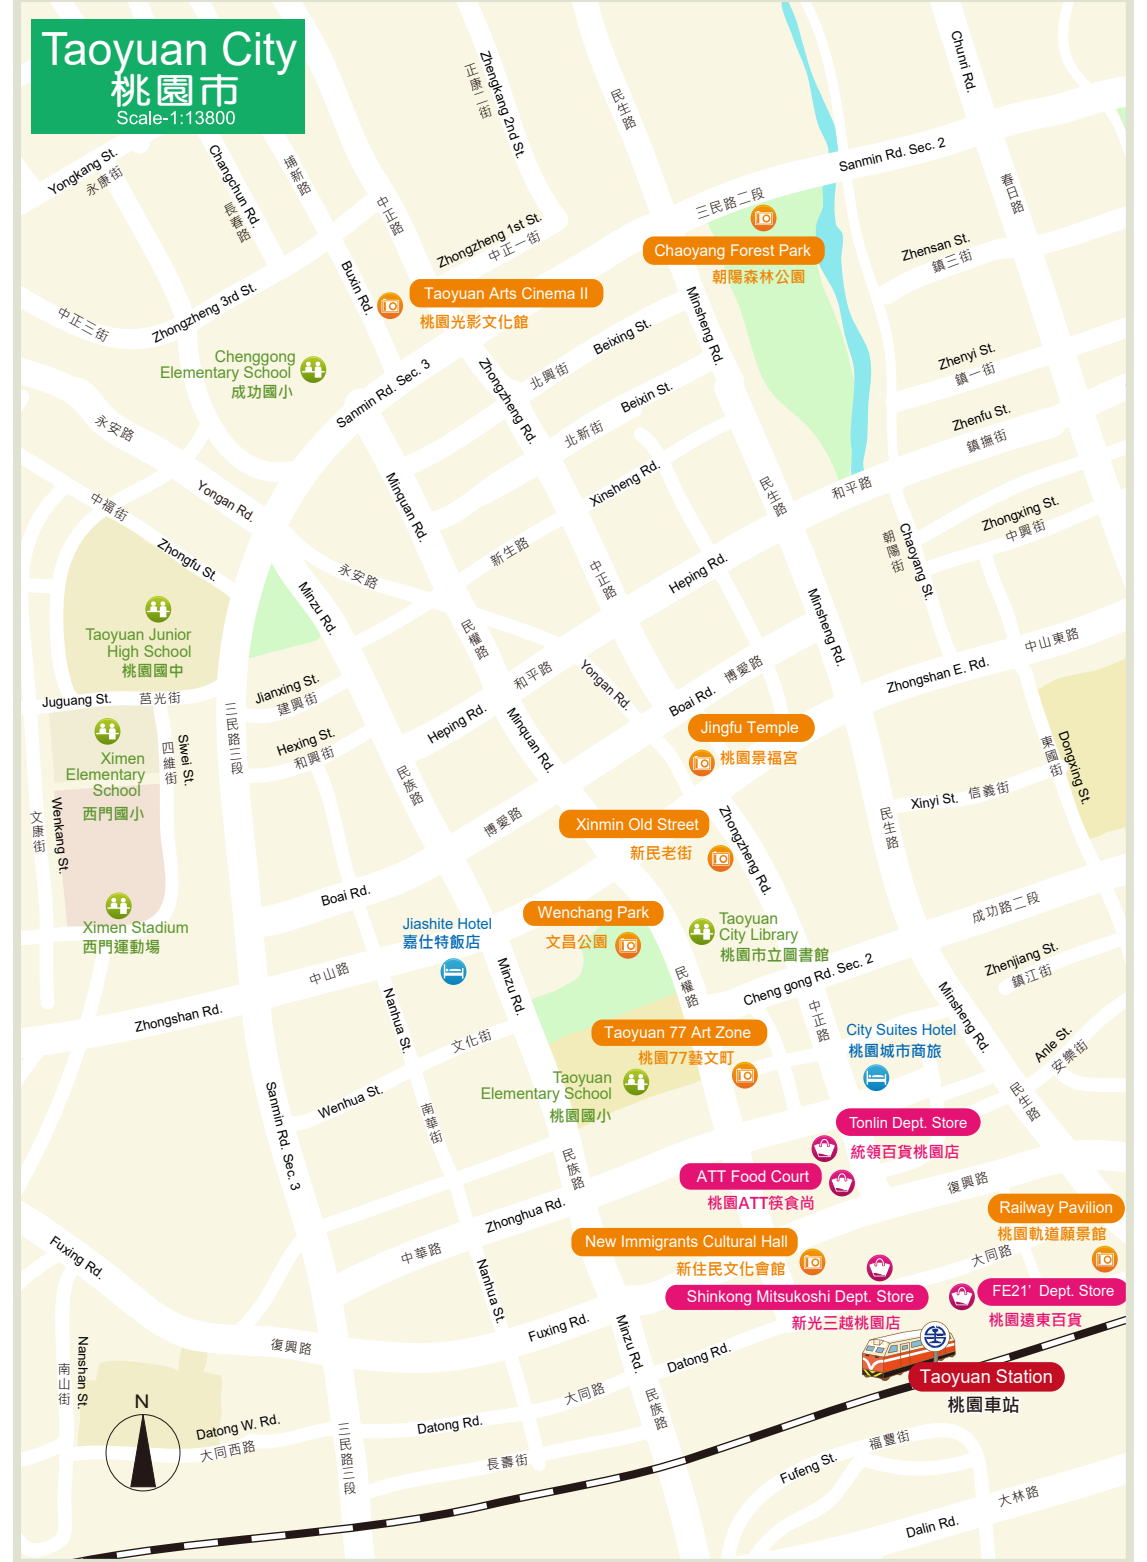 Taoyuan City
桃園市
Scale-1:13800
Zhengkang 2nd St.
正康二街
民生路
Chunri Rd.
Sanmin Rd. Sec. 2
三民路二段
春日路
Yongkang St.
永康街
Changchun Rd.
長春路
埔新路
中正路
Zhongzheng 1st St.
中正一街
Chaoyang Forest Park
朝陽森林公園
Zhensan St.
鎮三街
Buxin Rd.
Taoyuan Arts Cinema II
桃園光影文化館
Zhongzheng 3rd St.
中正三街
Minsheng Rd.
Beixing St.
北興街
Chenggong
Elementary School
成功國小
Sanmin Rd. Sec. 3
Zhongzheng Rd.
Beixin St.
北新街
Zhenyi St.
鎮一街
Zhenfu St.
鎮撫街
永安路
Yongan Rd.
中福街
Zhongfu St.
Minquan Rd.
Xinsheng Rd.
新生路
民生路
和平路
Zhongxing St.
中興街
朝陽街
Chaoyang St.
永安路
Minzu Rd.
中正路
Heping Rd.
Minsheng Rd.
Taoyuan Junior
High School
桃園國中
民權路
和平路
Yongan Rd.
Boai Rd.
博愛路
Zhongshan E. Rd.
中山東路
Juguang St.
莒光街
Jianxing St.
建興街
Hexing St.
和興街
三民路三段
Heping Rd.
Minquan Rd.
Jingfu Temple
桃園景福宮
東國街
Dongxing St.
Ximen
Elementary
School
西門國小
四維街
Siwei St.
民族路
博愛路
Xinyi St.
信義街
文康街
Wenkang St.
Xinmin Old Street
新民老街
Zhongzheng Rd.
民生路
Boai Rd.
Ximen Stadium
西門運動場
Jiashite Hotel
嘉仕特飯店
Wenchang Park
文昌公園
Taoyuan
City Library
桃園市立圖書館
成功路二段
Zhenjiang St.
鎮江街
中山路
Zhongshan Rd.
Nanhua St.
Minzu Rd.
民權路
Cheng gong Rd. Sec. 2
中正路
Minsheng Rd.
文化街
Wenhua St.
Taoyuan 77 Art Zone
桃園77藝文町
City Suites Hotel
桃園城市商旅
Anle St.
安樂街
Taoyuan
Elementary School
桃園國小
Sanmin Rd. Sec. 3
南華街
民族路
民生路
Tonlin Dept. Store
統領百貨桃園店
ATT Food Court
桃園ATT筷食尚
復興路
Zhonghua Rd.
中華路
Railway Pavilion
桃園軌道願景館
New Immigrants Cultural Hall
新住民文化會館
大同路
Fuxing Rd.
Nanhua St.
Shinkong Mitsukoshi Dept. Store
新光三越桃園店
FE21' Dept. Store
桃園遠東百貨
Fuxing Rd.
復興路
Minzu Rd.
Datong Rd.
Taoyuan Station
桃園車站
南山街
Nanshan St.
大同路
民族路
N
Datong W. Rd.
大同西路
Datong Rd.
三民路三段
長壽街
福豐街
Fufeng St.
大林路
Dalin Rd.